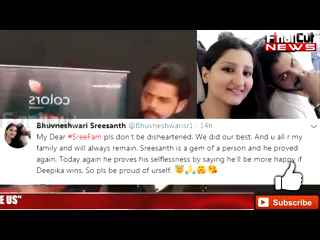 Final Cut
NEWS
colors
Bhuvneshwari Sreesanth @Bhuvneshwarisr1 · 14h
My Dear #SreeFam pls don't be disheartened. We did our best. And u all r my
family and will always remain. Sreesanth is a gem of a person and he proved
again. Today again he proves his selflessness by saying he'll be more happy if
Deepika wins. So pls be proud of urself. 😇🙏👼😘
E US"
Subscribe